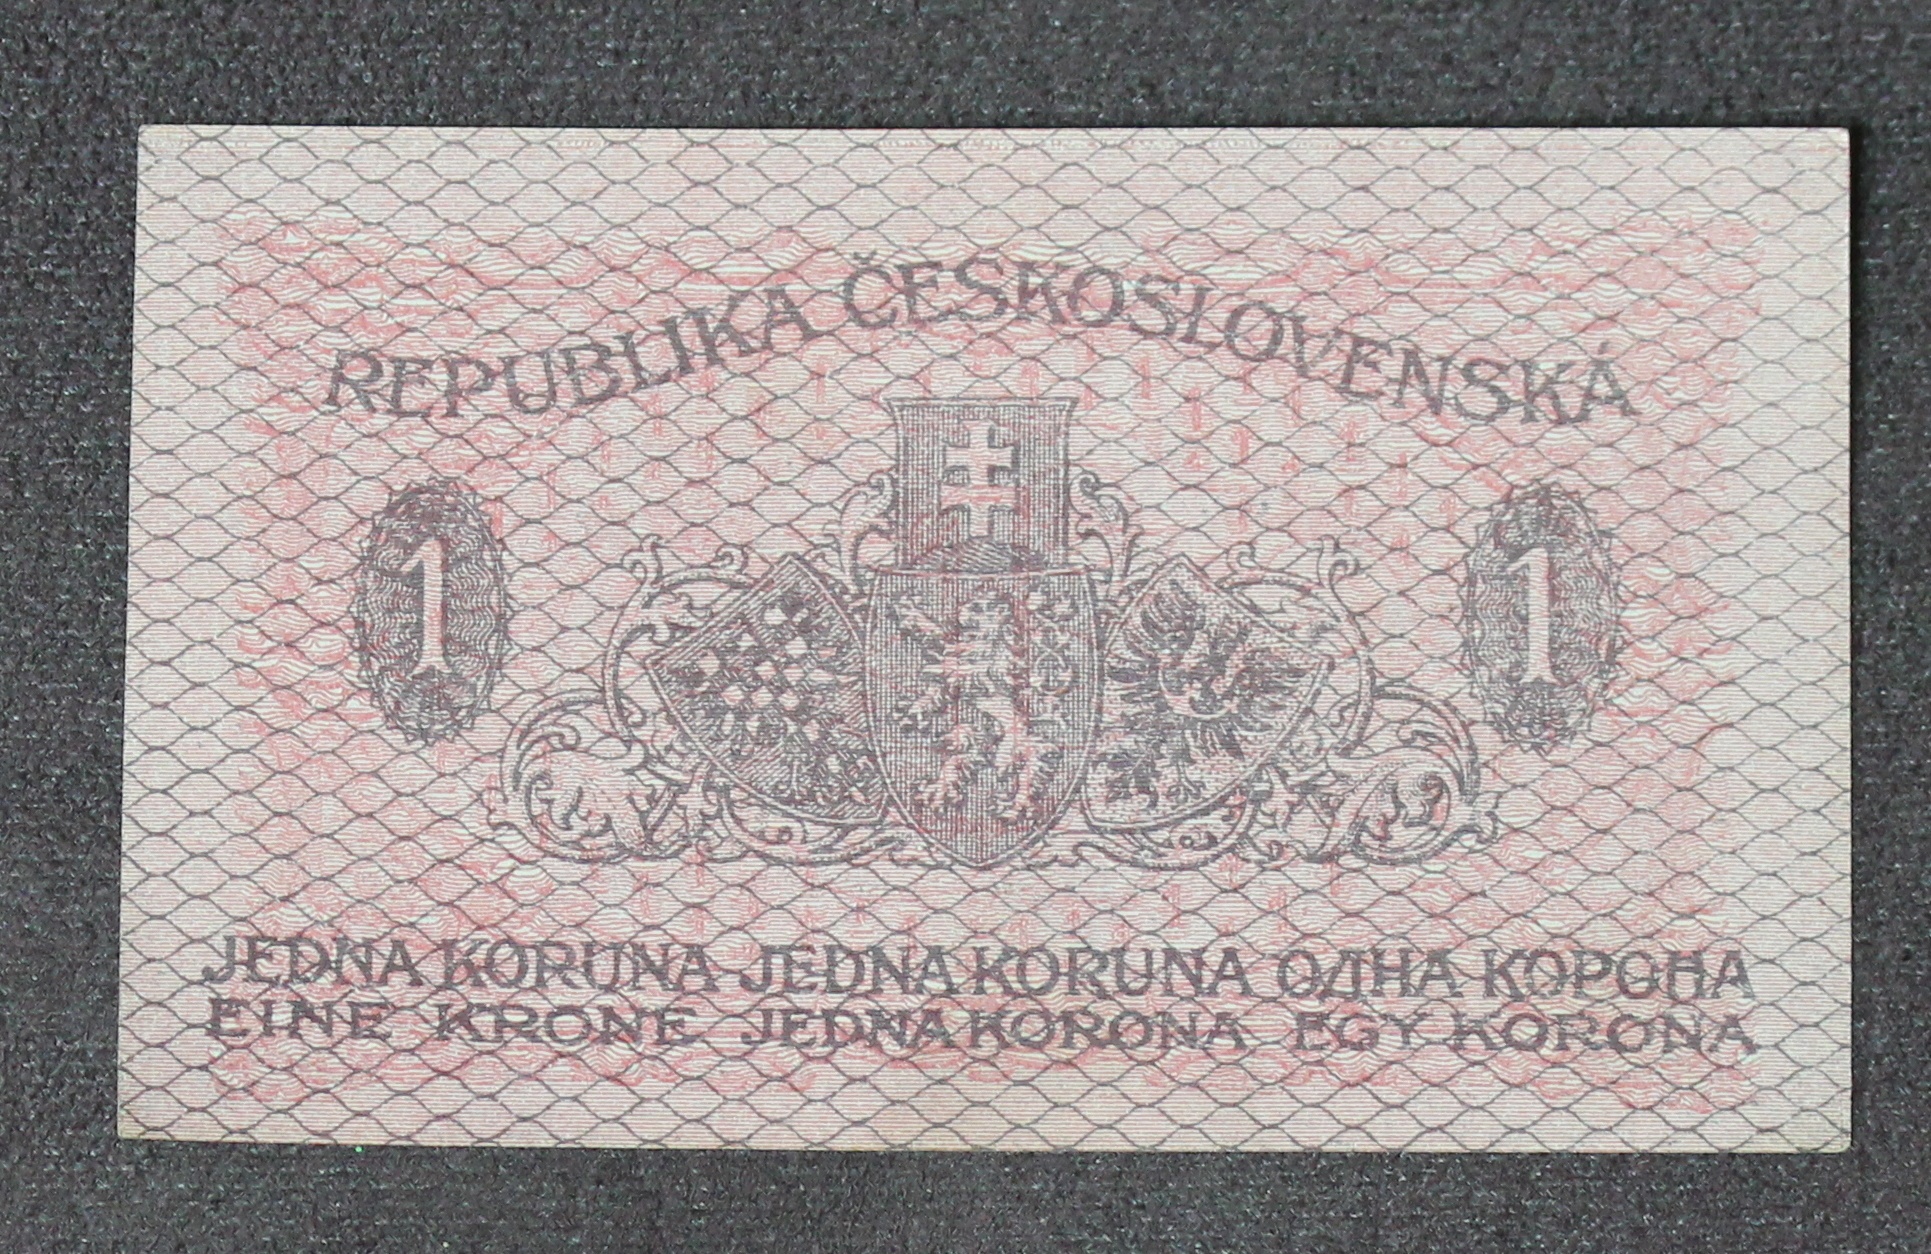 REPUBLIKA ČESKOSLOVENSKÁ
1 1
JEDNA KORUNA JEDNA KORUNA ОДНА КОРОНА
EINE KRONE JEDNA KORONA EGY KORONA